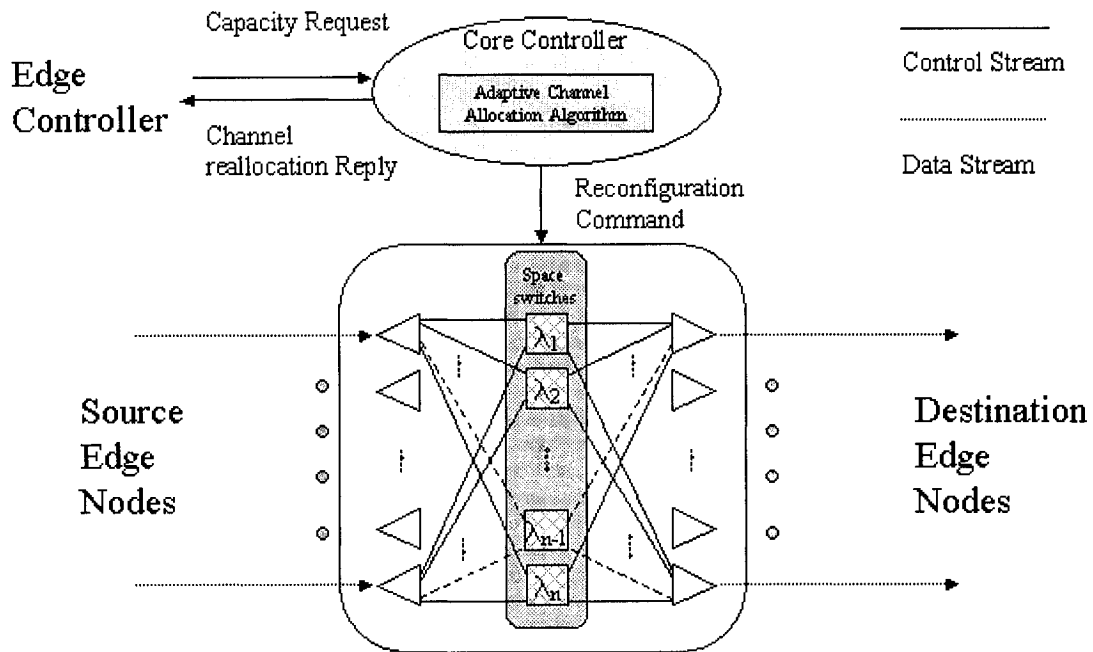 Capacity Request
Edge
Controller
Channel
reallocation Reply
Core Controller
Adaptive Channel
Allocation Algorithm
Control Stream
Data Stream
Reconfiguration
Command
Space
switches
λ1
λ2
λn-1
λn
Source
Edge
Nodes
Destination
Edge
Nodes